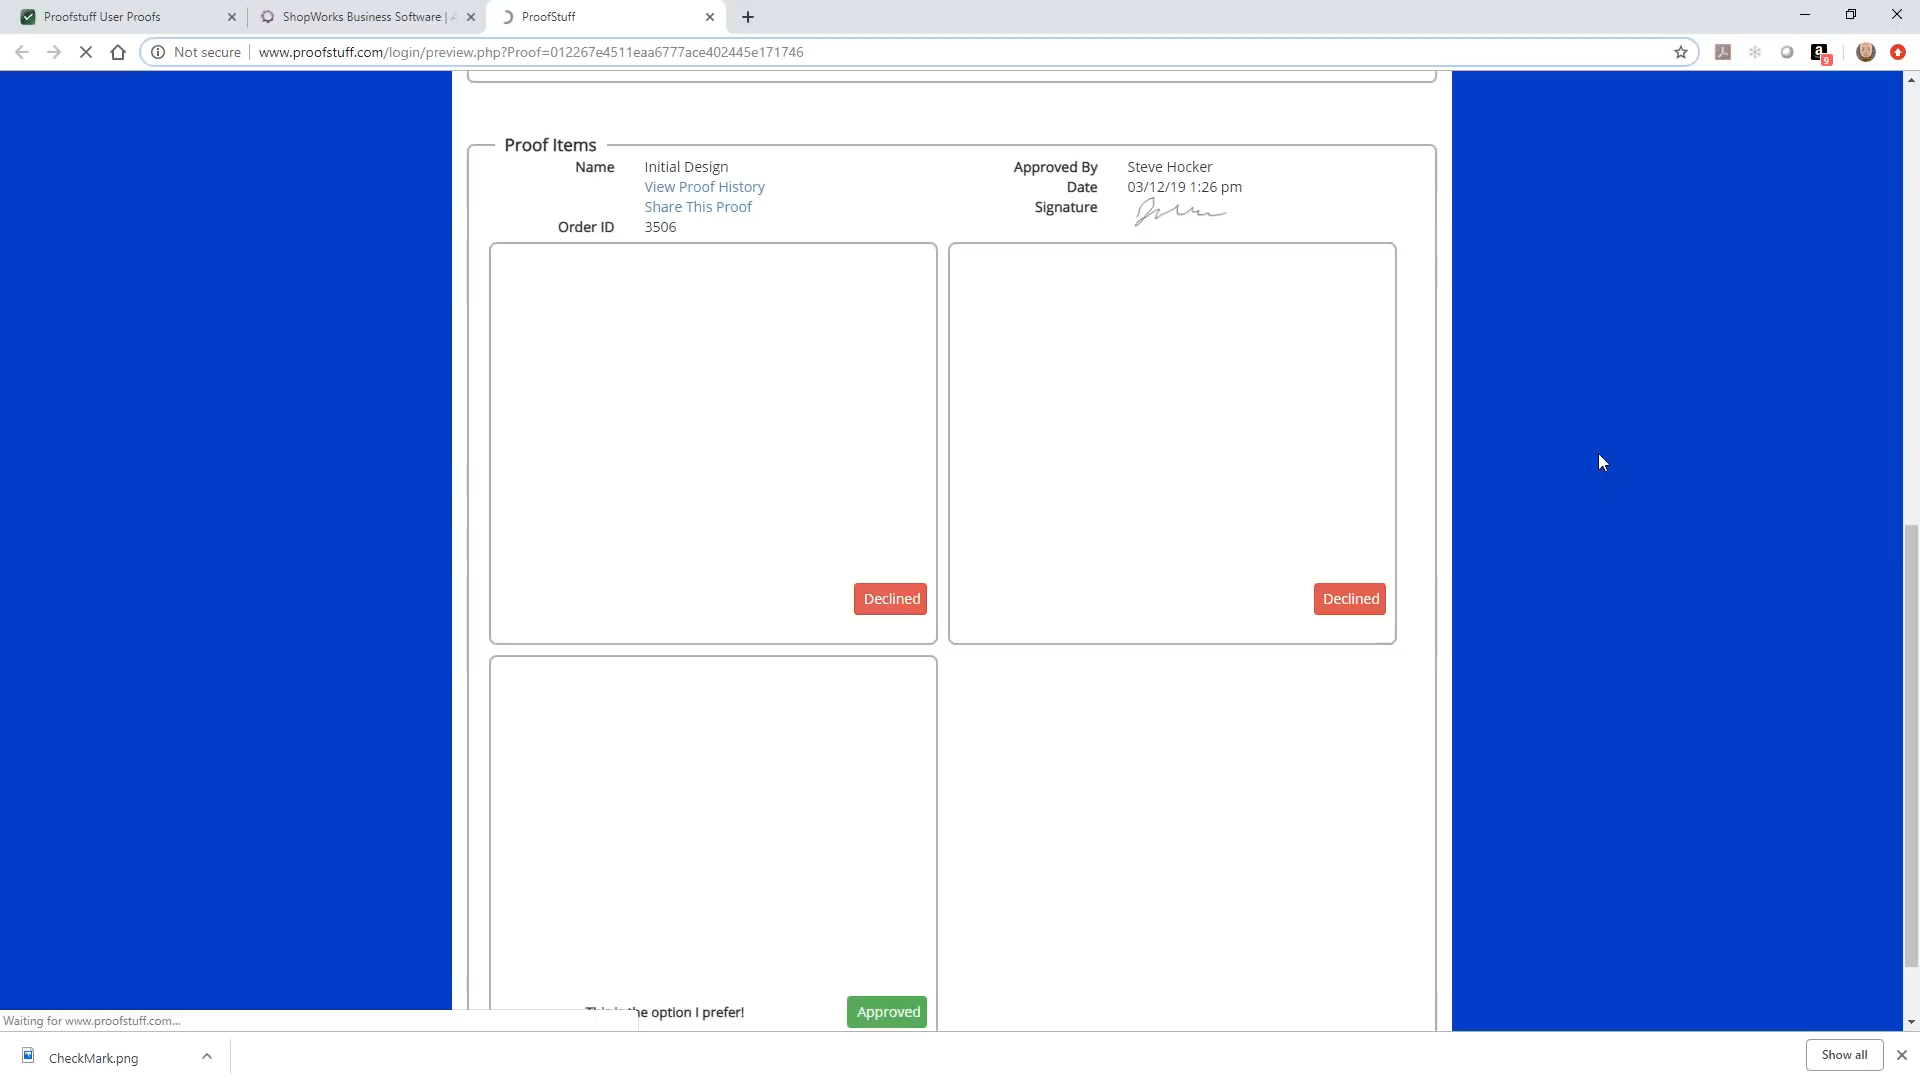 Proofstuff User Proofs
ShopWorks Business Software |
ProofStuff
Not secure
www.proofstuff.com/login/preview.php?Proof=012267e4511eaa6777ace402445e171746
a
9
Proof Items
Name Initial Design
View Proof History
Share This Proof
Order ID 3506
Approved By Steve Hocker
Date 03/12/19 1:26 pm
Signature
Declined
Declined
the option I prefer!
Approved
Waiting for www.proofstuff.com...
CheckMark.png
Show all